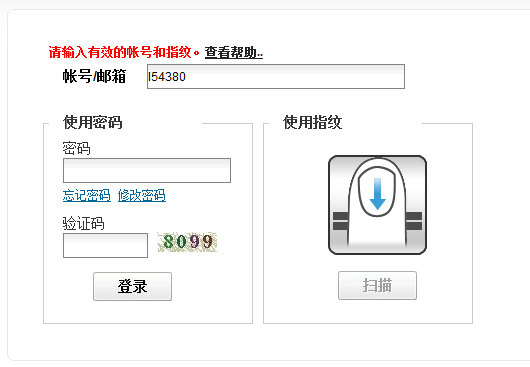 请输入有效的帐号和指纹。查看帮助..
帐号/邮箱 I54380
使用密码
密码
忘记密码 修改密码
验证码
8099
登录
使用指纹
扫描